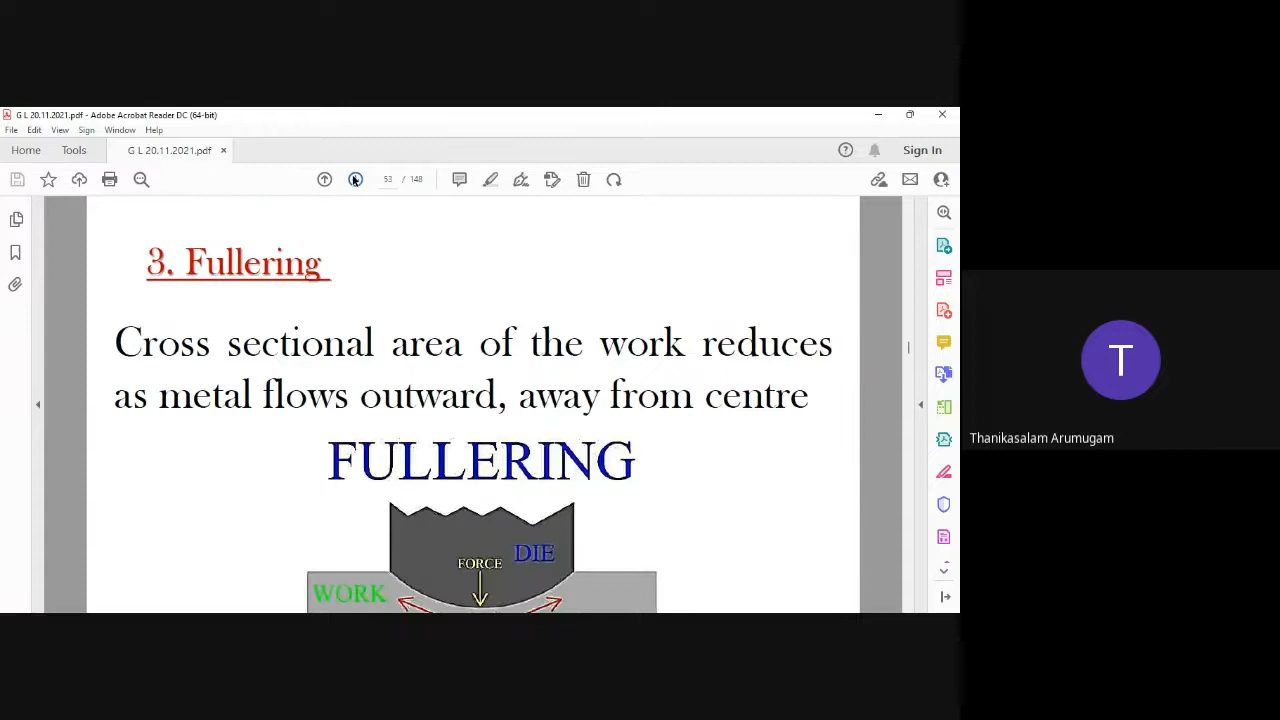 G L 20.11.2021.pdf - Adobe Acrobat Reader DC (64-bit)
File Edit View Sign Window Help
Home Tools G L 20.11.2021.pdf × Sign In
53 / 148
3. Fullering
Cross sectional area of the work reduces
as metal flows outward, away from centre
FULLERING
DIE
FORCE
WORK
T
Thanikasalam Arumugam